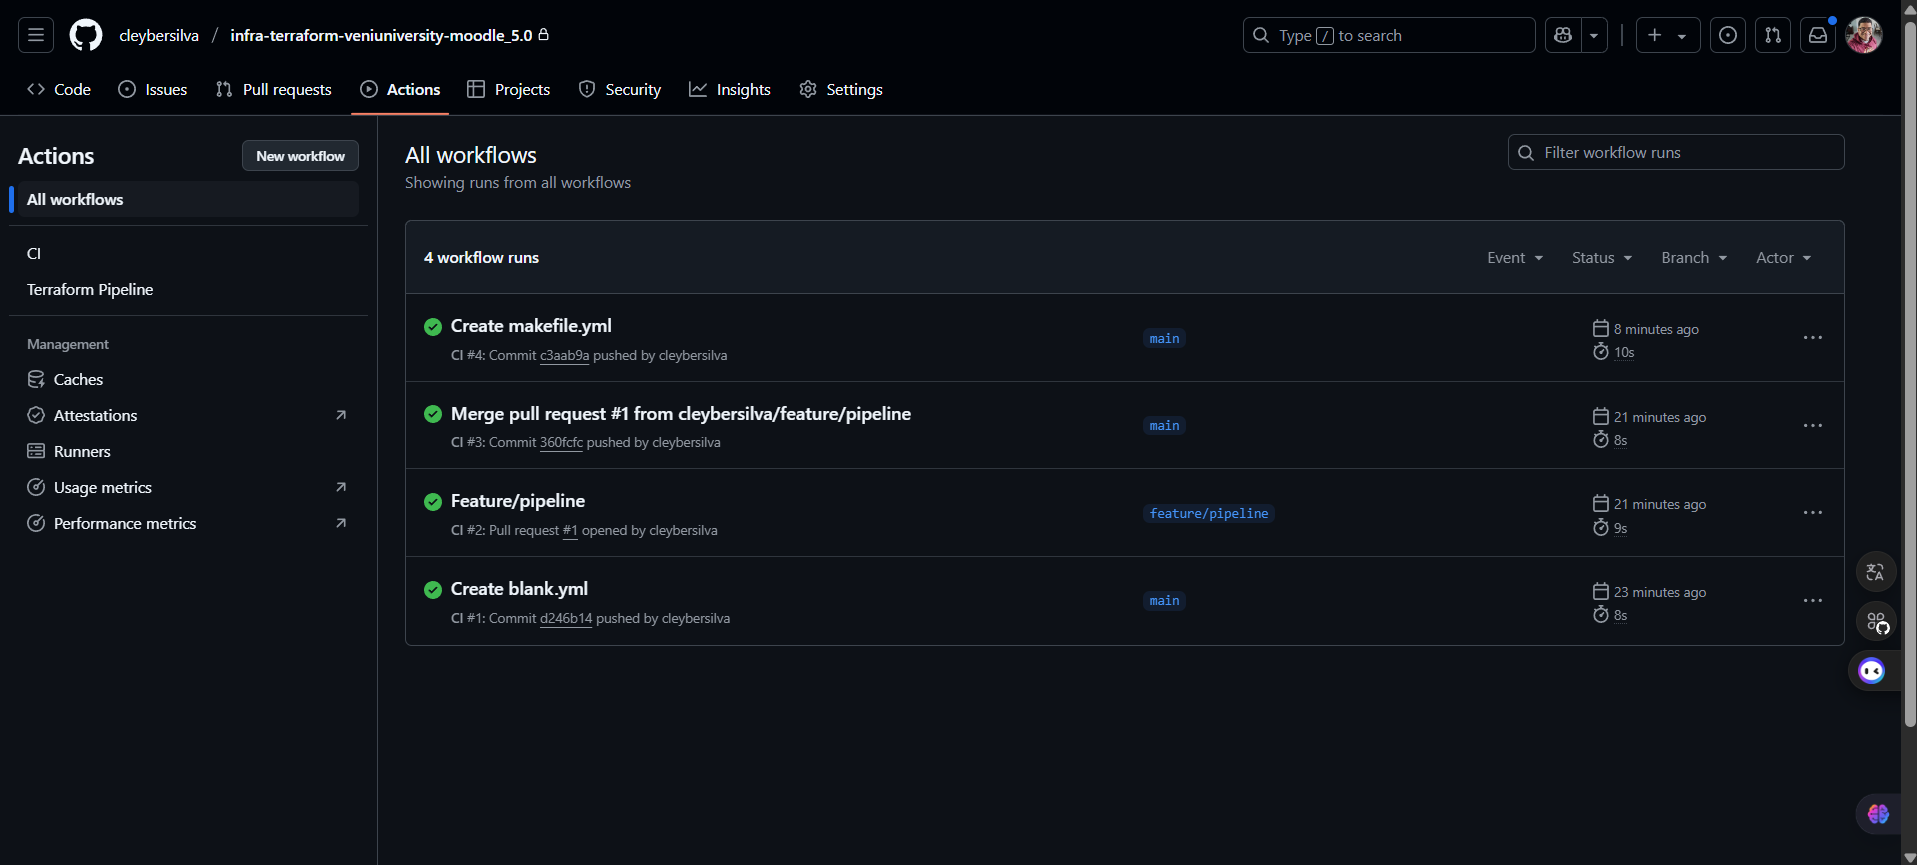 cleybersilva / infra-terraform-veniuniversity-moodle_5.0
Type / to search
Code
Issues
Pull requests
Actions
Projects
Security
Insights
Settings
Actions
New workflow
All workflows
CI
Terraform Pipeline
Management
Caches
Attestations
Runners
Usage metrics
Performance metrics
All workflows
Showing runs from all workflows
Filter workflow runs
4 workflow runs
Event
Status
Branch
Actor
Create makefile.yml
CI #4: Commit c3aab9a pushed by cleybersilva
main
8 minutes ago
10s
Merge pull request #1 from cleybersilva/feature/pipeline
CI #3: Commit 360fcfc pushed by cleybersilva
main
21 minutes ago
8s
Feature/pipeline
CI #2: Pull request #1 opened by cleybersilva
feature/pipeline
21 minutes ago
9s
Create blank.yml
CI #1: Commit d246b14 pushed by cleybersilva
main
23 minutes ago
8s